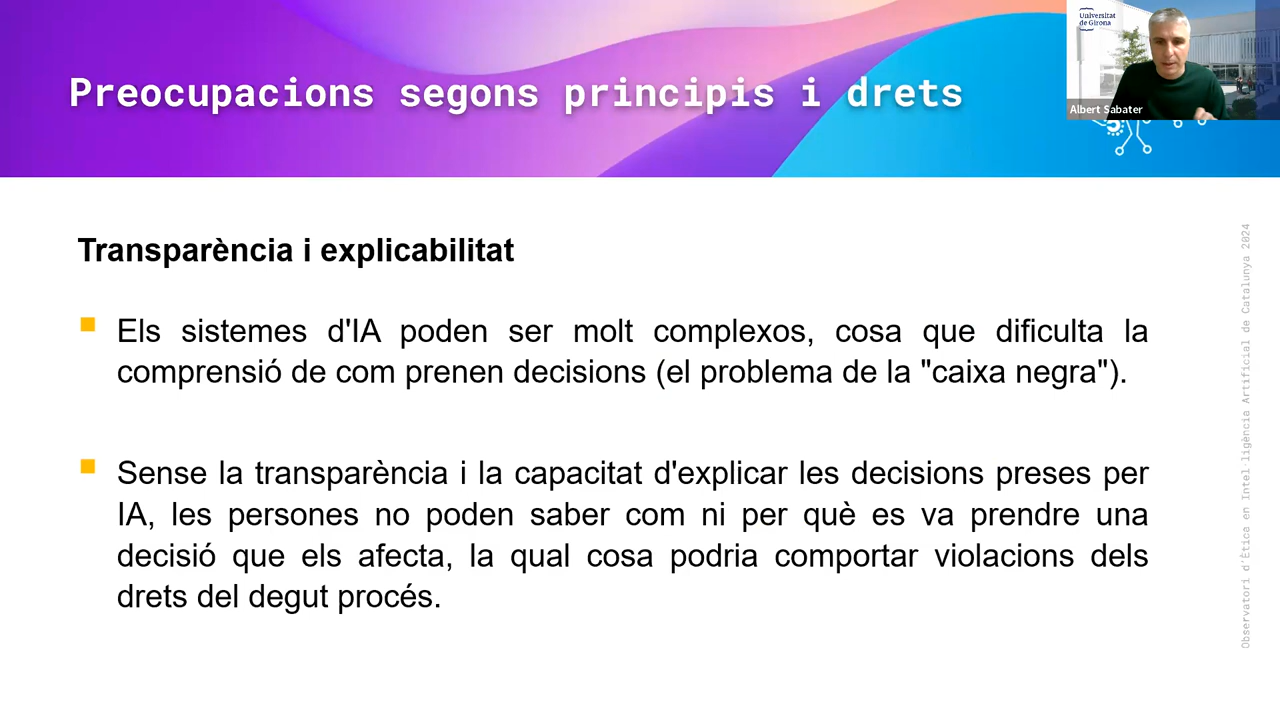 Preocupacions segons principis i drets
Universitat
de Girona
Albert Sabater
Transparència i explicabilitat
Els sistemes d'IA poden ser molt complexos, cosa que dificulta la
comprensió de com prenen decisions (el problema de la "caixa negra").
Sense la transparència i la capacitat d'explicar les decisions preses per
IA, les persones no poden saber com ni per què es va prendre una
decisió que els afecta, la qual cosa podria comportar violacions dels
drets del degut procés.
Observatori d'Ètica en Intel·ligència Artificial de Catalunya 2024